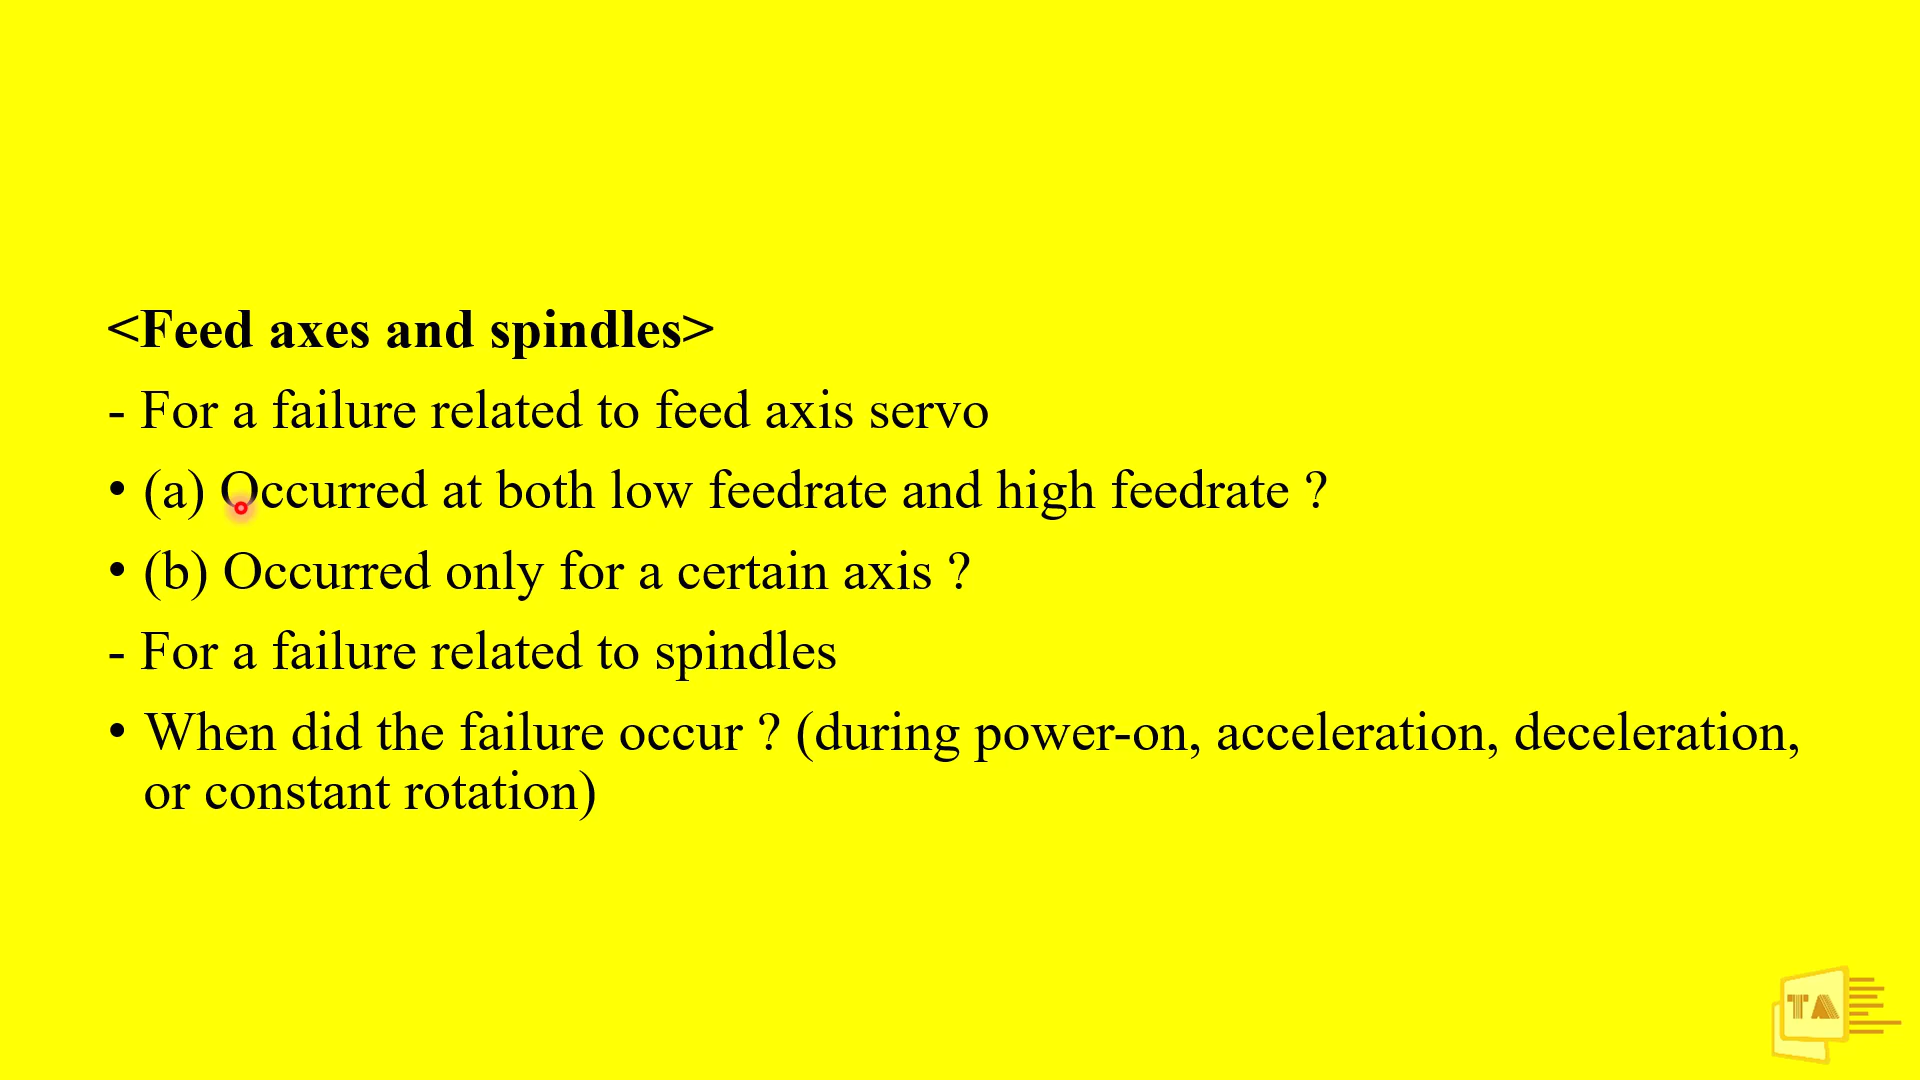 <Feed axes and spindles>
- For a failure related to feed axis servo
• (a) Occurred at both low feedrate and high feedrate ?
• (b) Occurred only for a certain axis ?
- For a failure related to spindles
• When did the failure occur ? (during power-on, acceleration, deceleration,
or constant rotation)
TA